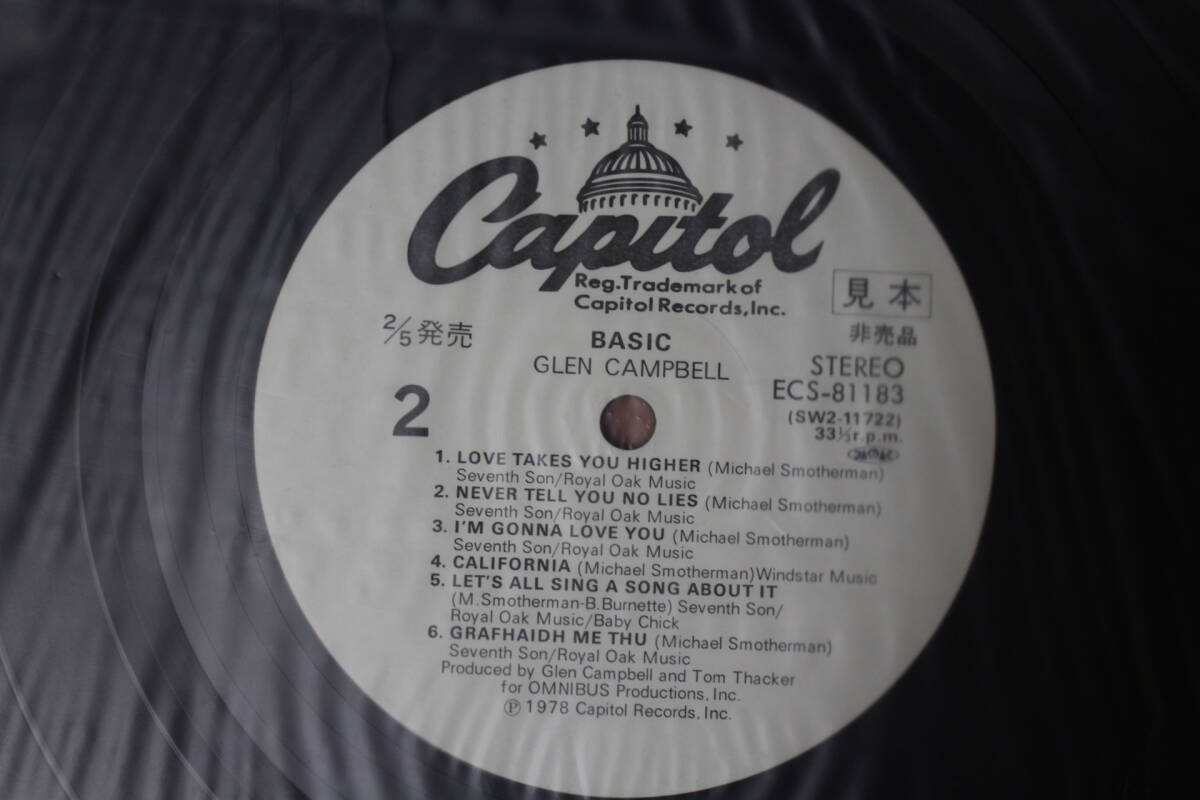 Capitol
Reg.Trademark of
Capitol Records,Inc.
見本
非売品
2/5発売
BASIC
GLEN CAMPBELL
STEREO
ECS-81183
(SW2-11722)
33⅓r.p.m.
2
1. LOVE TAKES YOU HIGHER (Michael Smotherman)
Seventh Son/Royal Oak Music
2. NEVER TELL YOU NO LIES (Michael Smotherman)
Seventh Son/Royal Oak Music
3. I'M GONNA LOVE YOU (Michael Smotherman)
Seventh Son/Royal Oak Music
4. CALIFORNIA (Michael Smotherman)Windstar Music
5. LET'S ALL SING A SONG ABOUT IT
(M.Smotherman-B.Burnette) Seventh Son/
Royal Oak Music/Baby Chick
6. GRAFHAIDH ME THU (Michael Smotherman)
Seventh Son/Royal Oak Music
Produced by Glen Campbell and Tom Thacker
for OMNIBUS Productions, Inc.
Ⓟ 1978 Capitol Records, Inc.